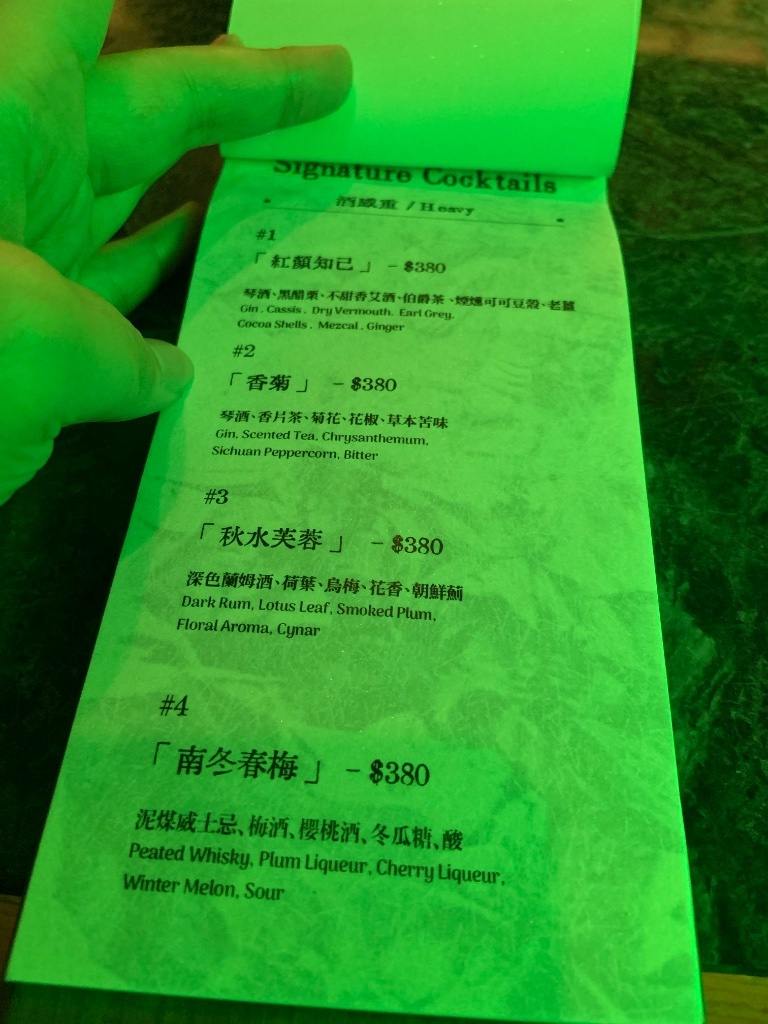 Signature Cocktails
酒感重 / Heavy
#1
「紅顏知己」 - $380
琴酒、黑醋栗、不甜香艾酒、伯爵茶、煙燻可可豆殼、老薑
Gin, Cassis, Dry Vermouth, Earl Grey,
Cocoa Shells, Mezcal, Ginger
#2
「香菊」 - $380
琴酒、香片茶、菊花、花椒、草本苦味
Gin, Scented Tea, Chrysanthemum,
Sichuan Peppercorn, Bitter
#3
「秋水芙蓉」 - $380
深色蘭姆酒、荷葉、烏梅、花香、朝鮮薊
Dark Rum, Lotus Leaf, Smoked Plum,
Floral Aroma, Cynar
#4
「南冬春梅」 - $380
泥煤威士忌、梅酒、櫻桃酒、冬瓜糖、酸
Peated Whisky, Plum Liqueur, Cherry Liqueur,
Winter Melon, Sour